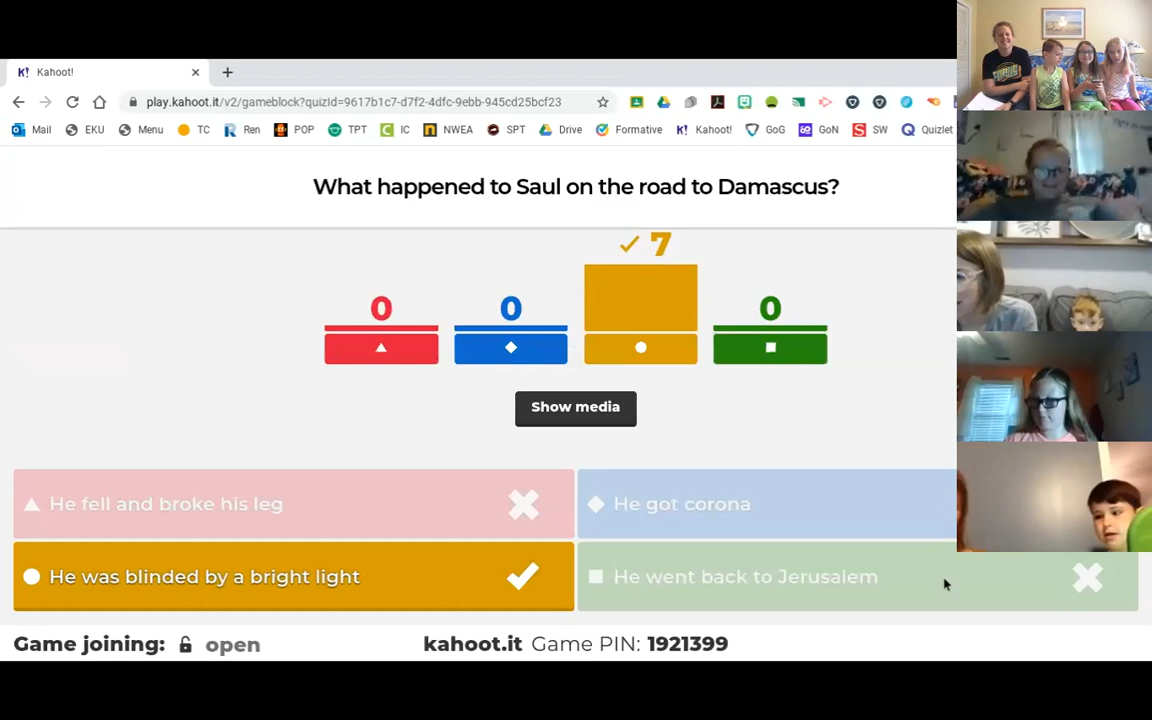 K! Kahoot!
play.kahoot.it/v2/gameblock?quizId=9617b1c7-d7f2-4dfc-9ebb-945cd25bcf23
Mail EKU Menu TC Ren POP TPT IC NWEA SPT Drive Formative K! Kahoot! GoG GoN SW Quizlet
What happened to Saul on the road to Damascus?
0 0 7 0
Show media
He fell and broke his leg
He got corona
He was blinded by a bright light
He went back to Jerusalem
Game joining: open kahoot.it Game PIN: 1921399